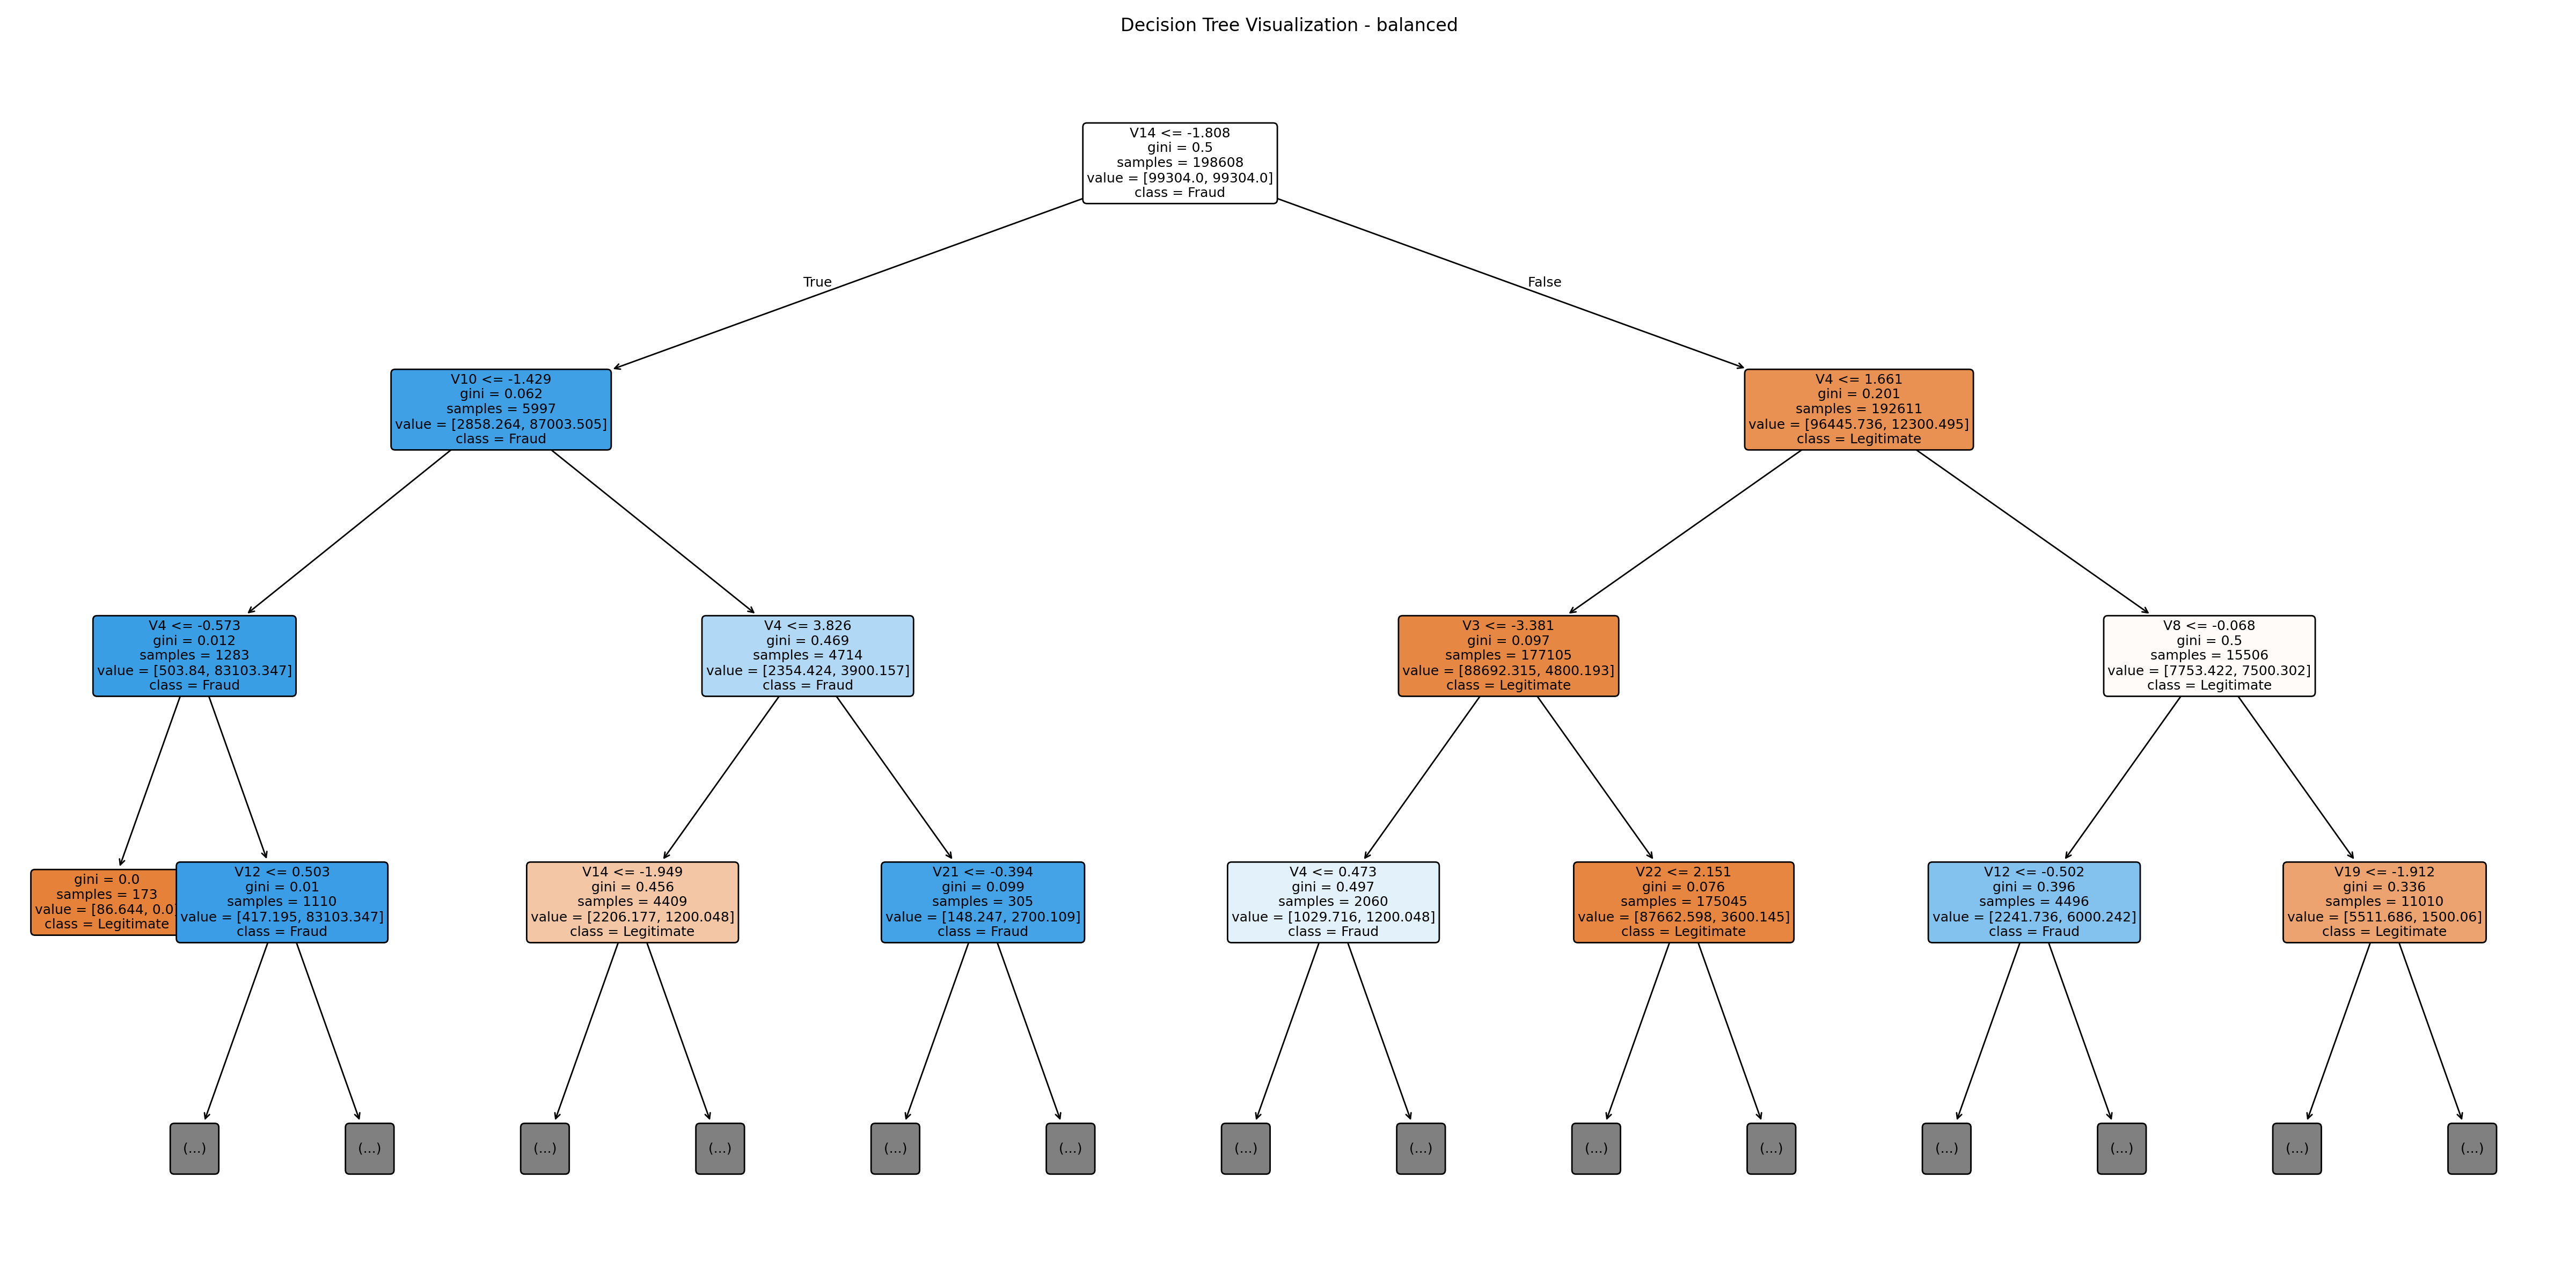 Decision Tree Visualization - balanced
V14 <= -1.808
gini = 0.5
samples = 198608
value = [99304.0, 99304.0]
class = Fraud
True
False
V10 <= -1.429
gini = 0.062
samples = 5997
value = [2858.264, 87003.505]
class = Fraud
V4 <= 1.661
gini = 0.201
samples = 192611
value = [96445.736, 12300.495]
class = Legitimate
V4 <= -0.573
gini = 0.012
samples = 1283
value = [503.84, 83103.347]
class = Fraud
V4 <= 3.826
gini = 0.469
samples = 4714
value = [2354.424, 3900.157]
class = Fraud
V3 <= -3.381
gini = 0.097
samples = 177105
value = [88692.315, 4800.193]
class = Legitimate
V8 <= -0.068
gini = 0.5
samples = 15506
value = [7753.422, 7500.302]
class = Legitimate
gini = 0.0
samples = 173
value = [86.644, 0.0
class = Legitimate
V12 <= 0.503
gini = 0.01
samples = 1110
value = [417.195, 83103.347]
class = Fraud
V14 <= -1.949
gini = 0.456
samples = 4409
value = [2206.177, 1200.048]
class = Legitimate
V21 <= -0.394
gini = 0.099
samples = 305
value = [148.247, 2700.109]
class = Fraud
V4 <= 0.473
gini = 0.497
samples = 2060
value = [1029.716, 1200.048]
class = Fraud
V22 <= 2.151
gini = 0.076
samples = 175045
value = [87662.598, 3600.145]
class = Legitimate
V12 <= -0.502
gini = 0.396
samples = 4496
value = [2241.736, 6000.242]
class = Fraud
V19 <= -1.912
gini = 0.336
samples = 11010
value = [5511.686, 1500.06]
class = Legitimate
(...)
(...)
(...)
(...)
(...)
(...)
(...)
(...)
(...)
(...)
(...)
(...)
(...)
(...)